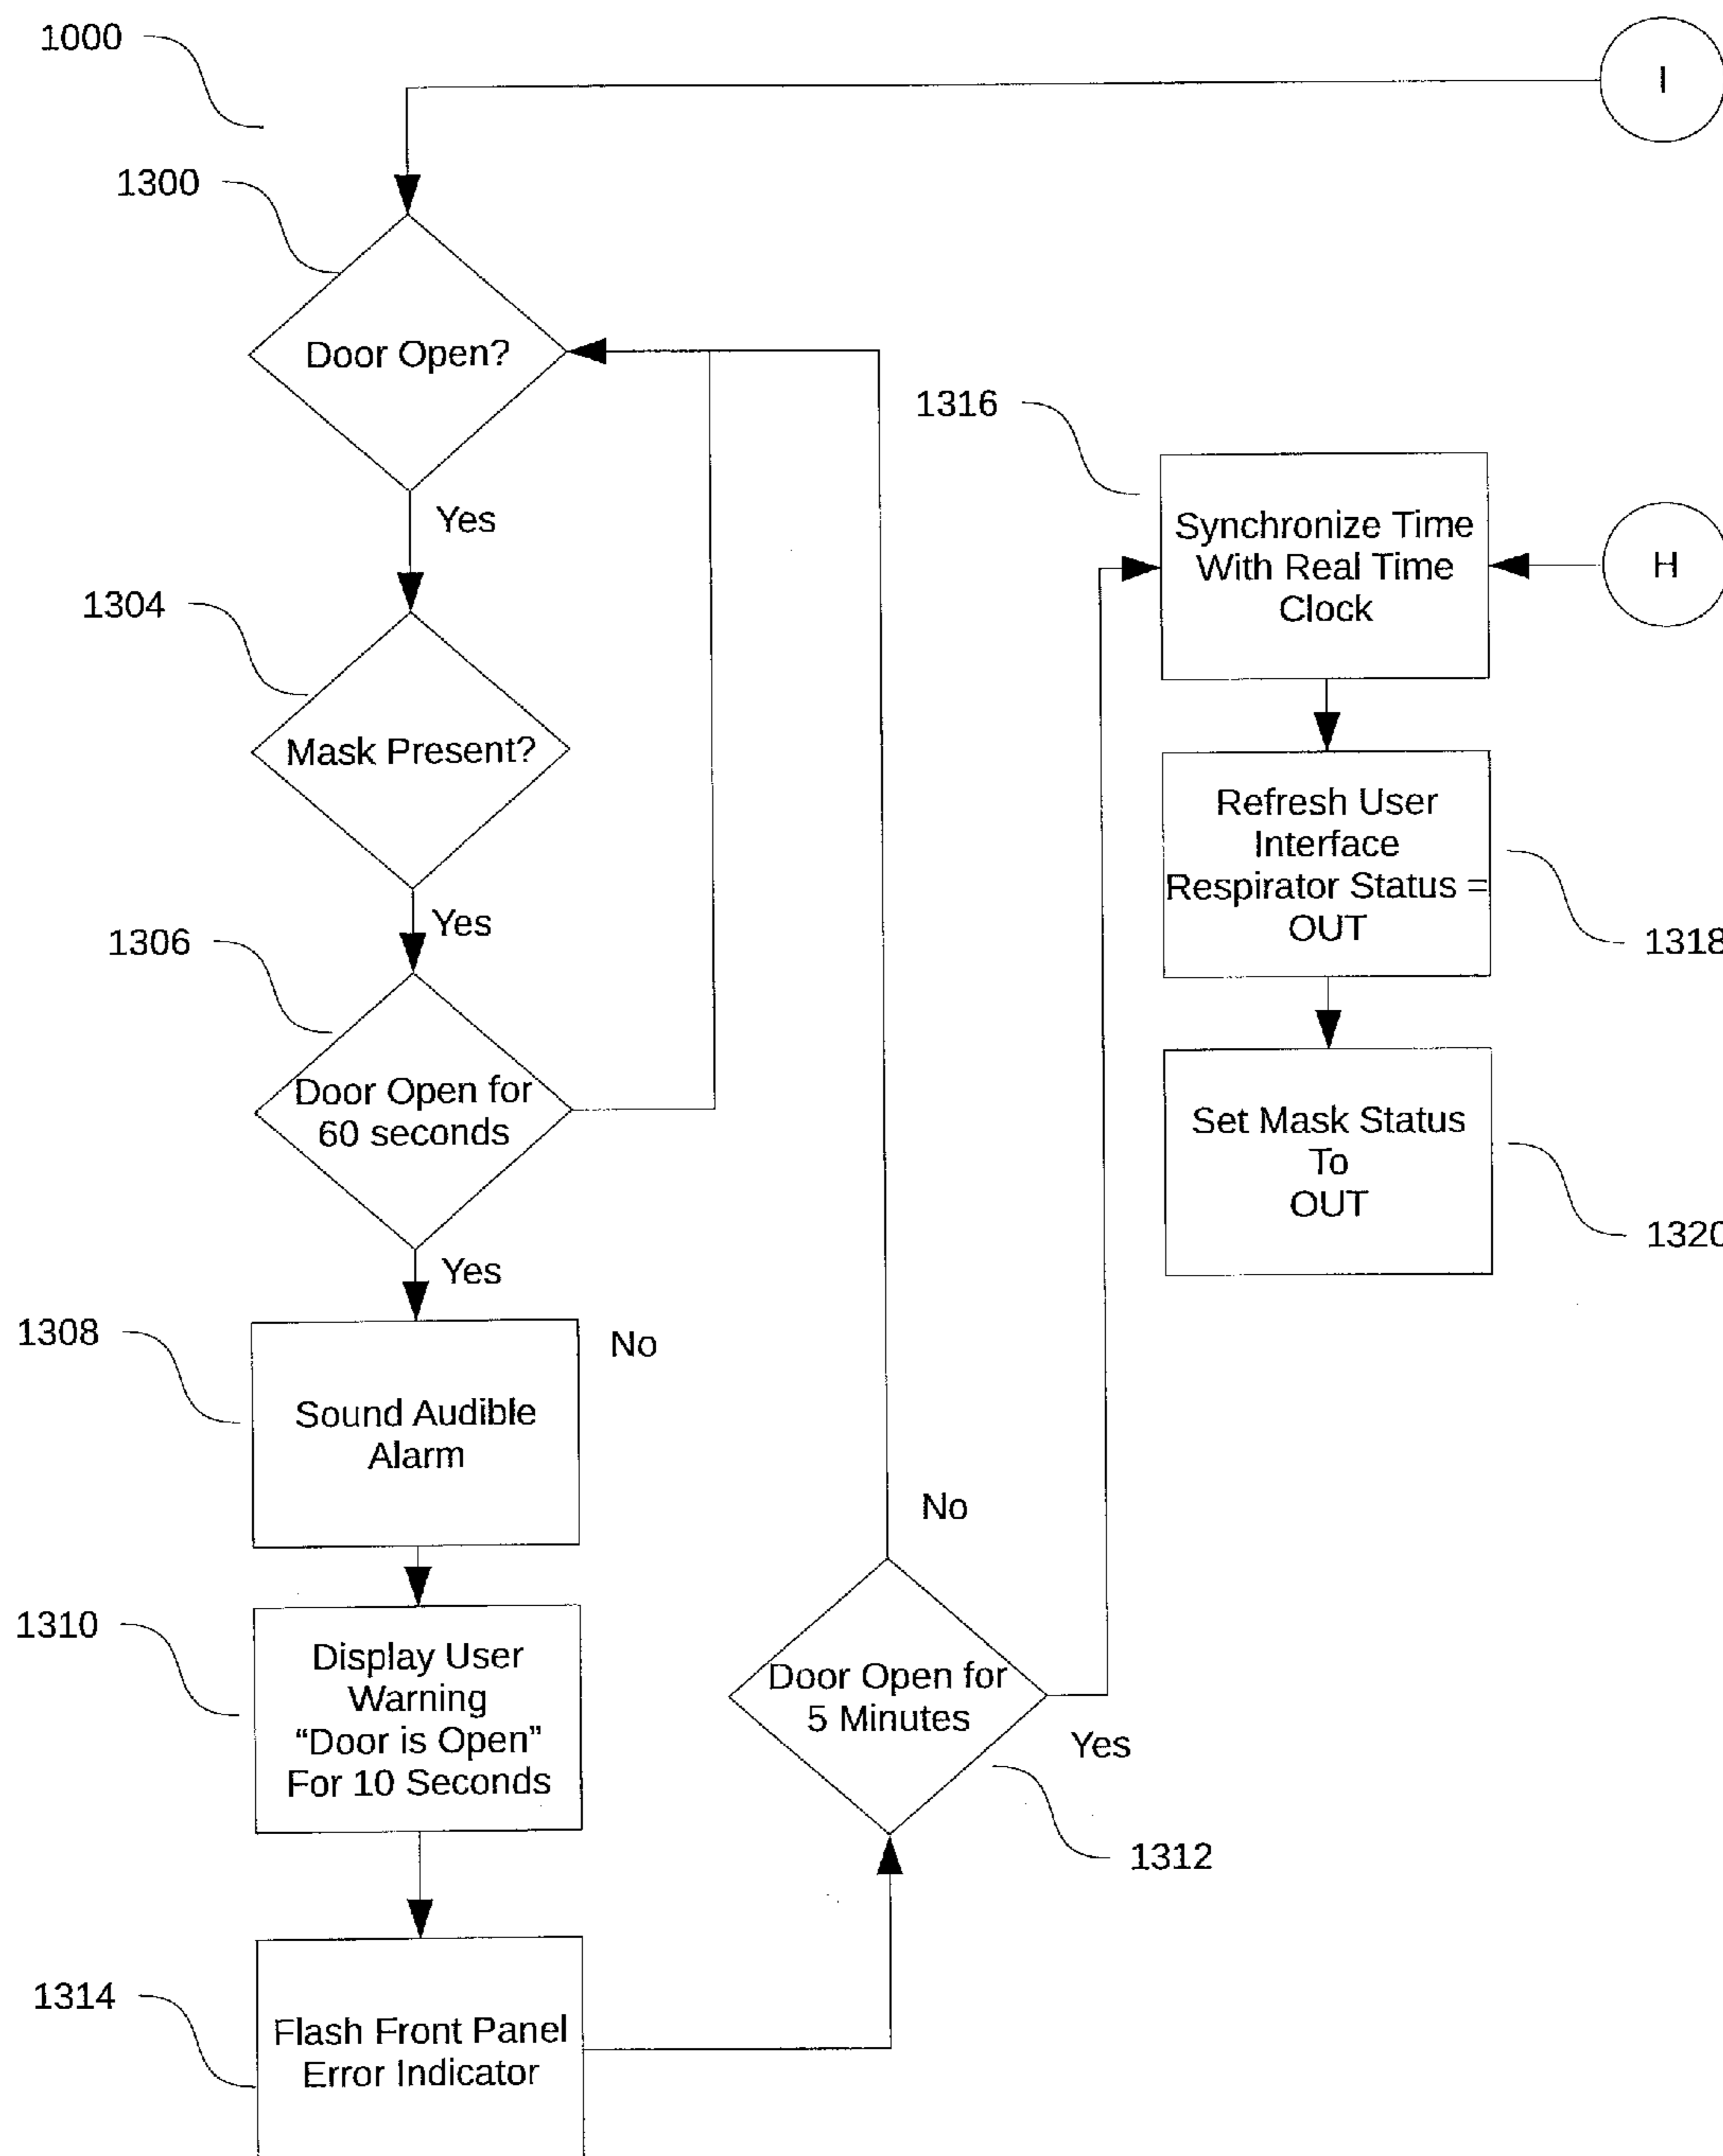 1000
I
1300
Door Open?
Yes
1304
Mask Present?
Yes
1306
Door Open for
60 seconds
Yes
No
1308
Sound Audible
Alarm
1310
Display User
Warning
“Door is Open”
For 10 Seconds
1314
Flash Front Panel
Error Indicator
No
Door Open for
5 Minutes
Yes
1312
1316
Synchronize Time
With Real Time
Clock
H
Refresh User
Interface
Respirator Status =
OUT
1318
Set Mask Status
To
OUT
1320